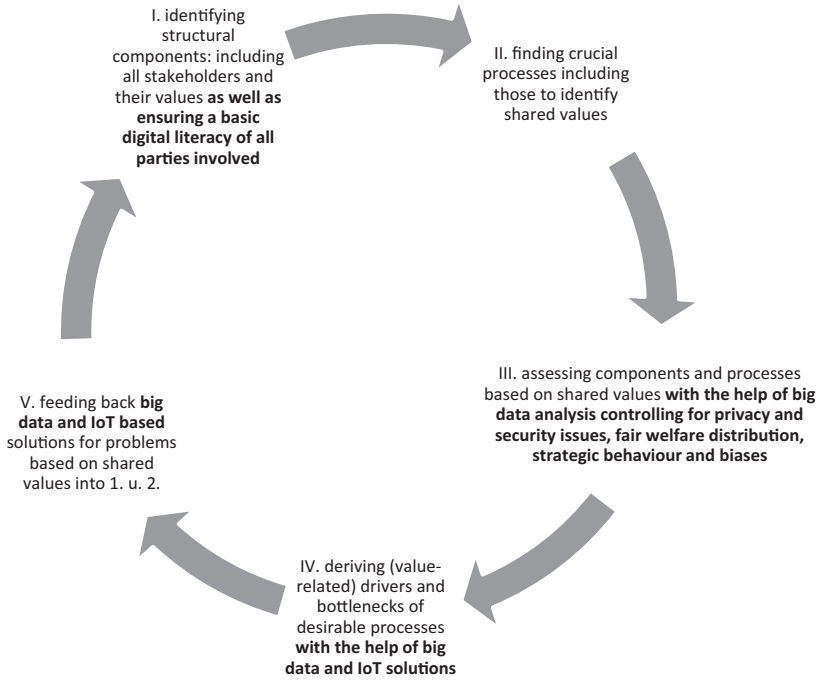 I. identifying
structural
components: including
all stakeholders and
their values as well as
ensuring a basic
digital literacy of all
parties involved
II. finding crucial
processes including
those to identify
shared values
III. assessing components and processes
based on shared values with the help of big
data analysis controlling for privacy and
security issues, fair welfare distribution,
strategic behaviour and biases
IV. deriving (value-
related) drivers and
bottlenecks of
desirable processes
with the help of big
data and IoT solutions
V. feeding back big
data and IoT based
solutions for problems
based on shared
values into 1. u. 2.